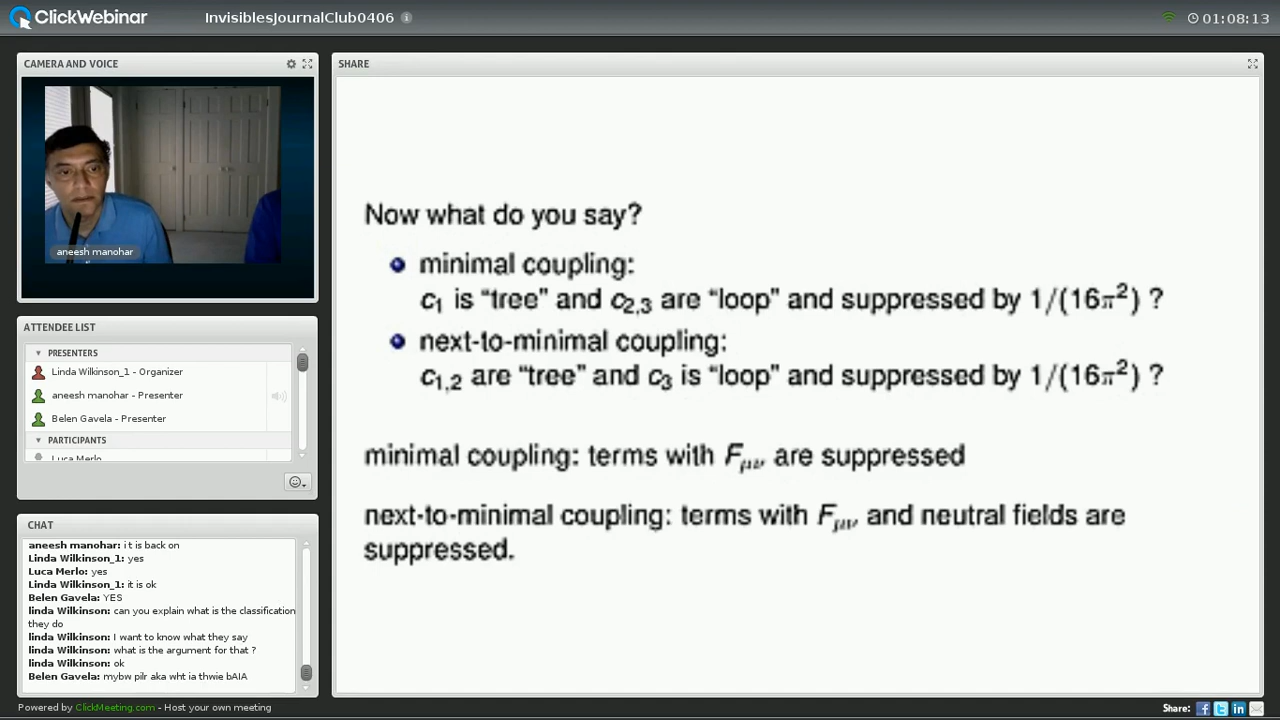 ClickWebinar
InvisiblesJournalClub0406
01:08:13
CAMERA AND VOICE
aneesh manohar
ATTENDEE LIST
PRESENTERS
Linda Wilkinson_1 - Organizer
aneesh manohar - Presenter
Belen Gavela - Presenter
PARTICIPANTS
Luca Merlo
CHAT
aneesh manohar: i t is back on
Linda Wilkinson_1: yes
Luca Merlo: yes
Linda Wilkinson_1: it is ok
Belen Gavela: YES
linda Wilkinson: can you explain what is the classification
they do
linda Wilkinson: I want to know what they say
linda Wilkinson: what is the argument for that ?
linda Wilkinson: ok
Belen Gavela: mybw pilr aka wht ia thwie bAIA
SHARE
Now what do you say?
minimal coupling:
c₁ is “tree” and c₂,₃ are “loop” and suppressed by 1/(16π²) ?
next-to-minimal coupling:
c₁,₂ are “tree” and c₃ is “loop” and suppressed by 1/(16π²) ?
minimal coupling: terms with Fμν are suppressed
next-to-minimal coupling: terms with Fμν and neutral fields are
suppressed.
Powered by ClickMeeting.com - Host your own meeting
Share: